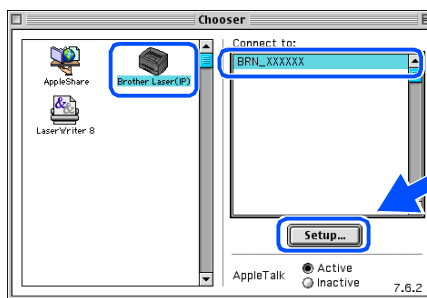 Chooser
Connect to:
BRN_XXXXXX
AppleShare
Brother Laser(IP)
LaserWriter 8
Setup...
AppleTalk
Active
Inactive
7.6.2